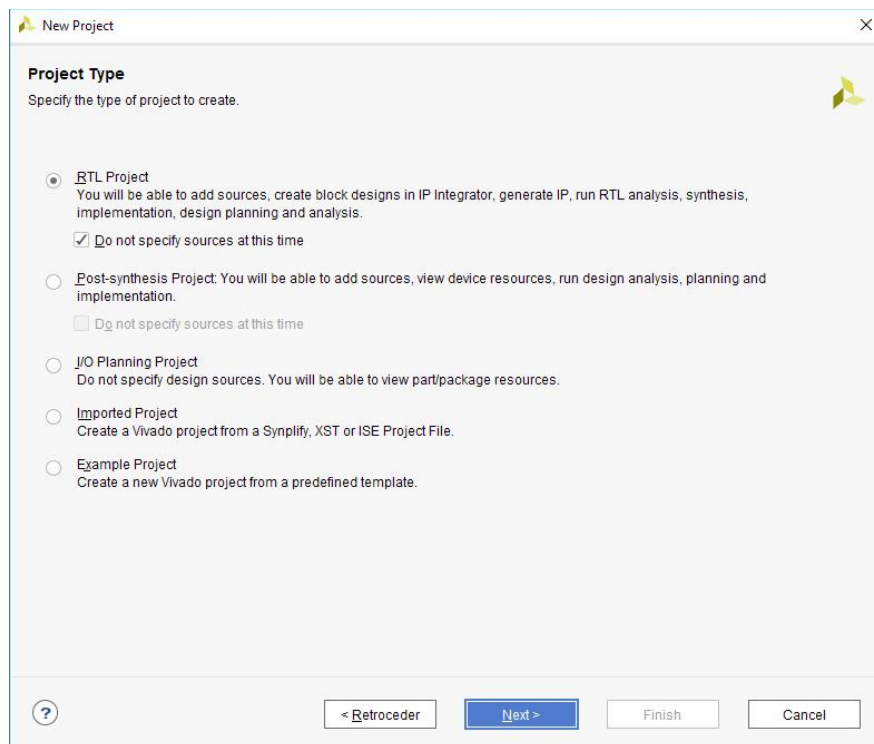 New Project
Project Type
Specify the type of project to create.
RTL Project
You will be able to add sources, create block designs in IP Integrator, generate IP, run RTL analysis, synthesis,
implementation, design planning and analysis.
Do not specify sources at this time
Post-synthesis Project: You will be able to add sources, view device resources, run design analysis, planning and
implementation.
Do not specify sources at this time
I/O Planning Project
Do not specify design sources. You will be able to view part/package resources.
Imported Project
Create a Vivado project from a Synplify, XST or ISE Project File.
Example Project
Create a new Vivado project from a predefined template.
? < Retroceder Next > Finish Cancel